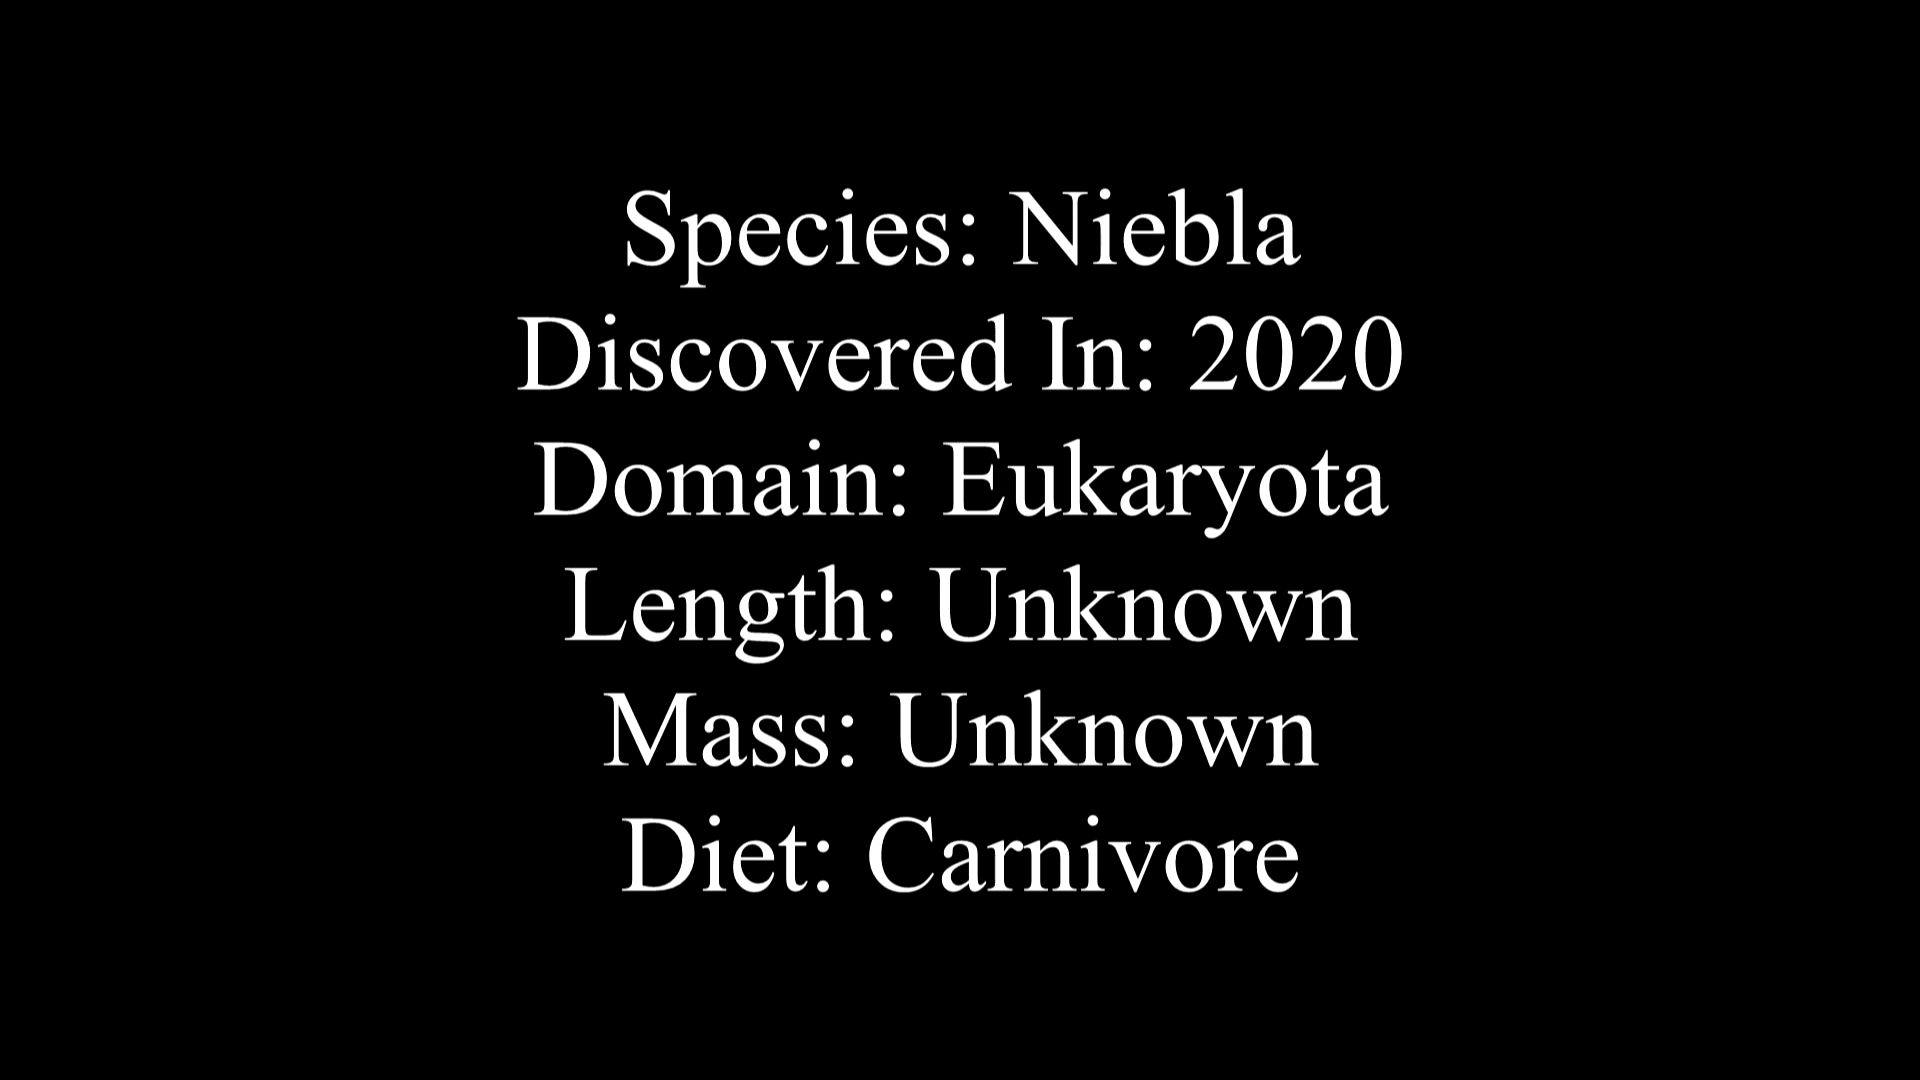 Species: Niebla
Discovered In: 2020
Domain: Eukaryota
Length: Unknown
Mass: Unknown
Diet: Carnivore